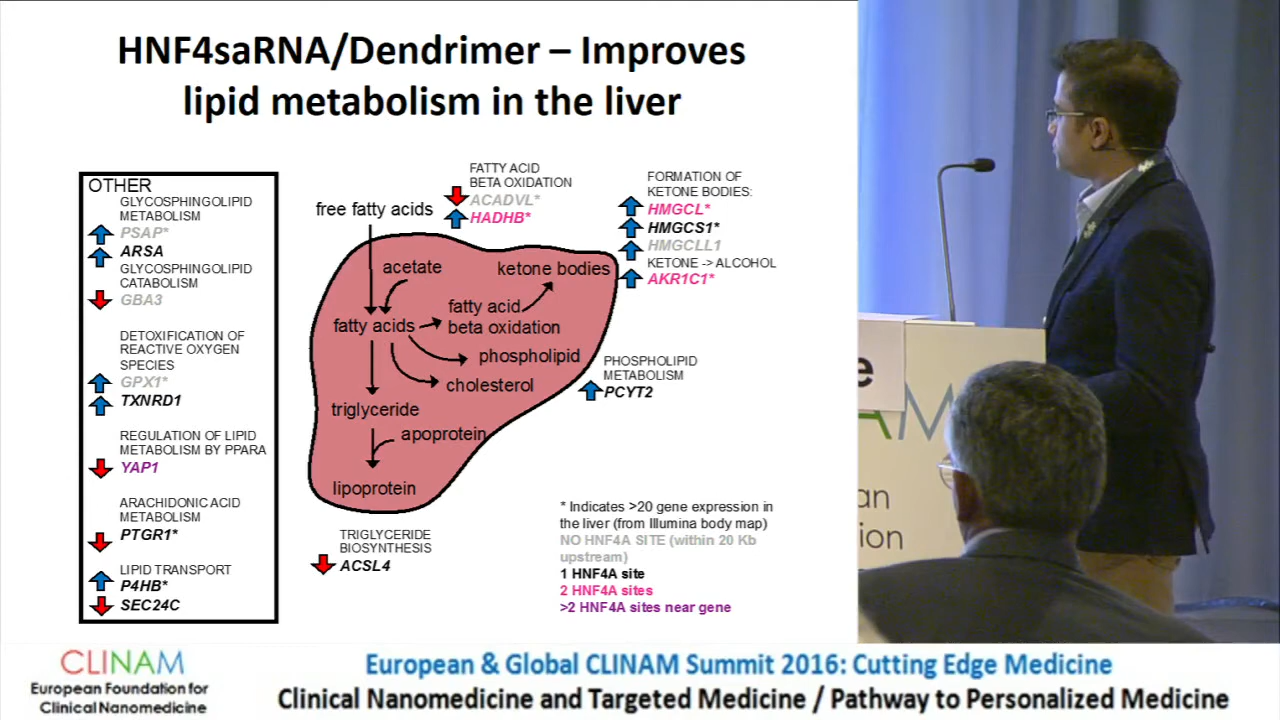 HNF4saRNA/Dendrimer – Improves
lipid metabolism in the liver
OTHER
GLYCOSPHINGOLIPID
METABOLISM
PSAP*
ARSA
GLYCOSPHINGOLIPID
CATABOLISM
GBA3
DETOXIFICATION OF
REACTIVE OXYGEN
SPECIES
GPX1*
TXNRD1
REGULATION OF LIPID
METABOLISM BY PPARA
YAP1
ARACHIDONIC ACID
METABOLISM
PTGR1*
LIPID TRANSPORT
P4HB*
SEC24C
free fatty acids
FATTY ACID
BETA OXIDATION
ACADVL*
HADHB*
FORMATION OF
KETONE BODIES:
HMGCL*
HMGCS1*
HMGCLL1
KETONE -> ALCOHOL
AKR1C1*
acetate
ketone bodies
fatty acids
fatty acid
beta oxidation
phospholipid
cholesterol
triglyceride
apoprotein
lipoprotein
PHOSPHOLIPID
METABOLISM
PCYT2
TRIGLYCERIDE
BIOSYNTHESIS
ACSL4
* Indicates >20 gene expression in
the liver (from Illumina body map)
NO HNF4A SITE (within 20 Kb
upstream)
1 HNF4A site
2 HNF4A sites
>2 HNF4A sites near gene
CLINAM
European Foundation for
Clinical Nanomedicine
European & Global CLINAM Summit 2016: Cutting Edge Medicine
Clinical Nanomedicine and Targeted Medicine / Pathway to Personalized Medicine